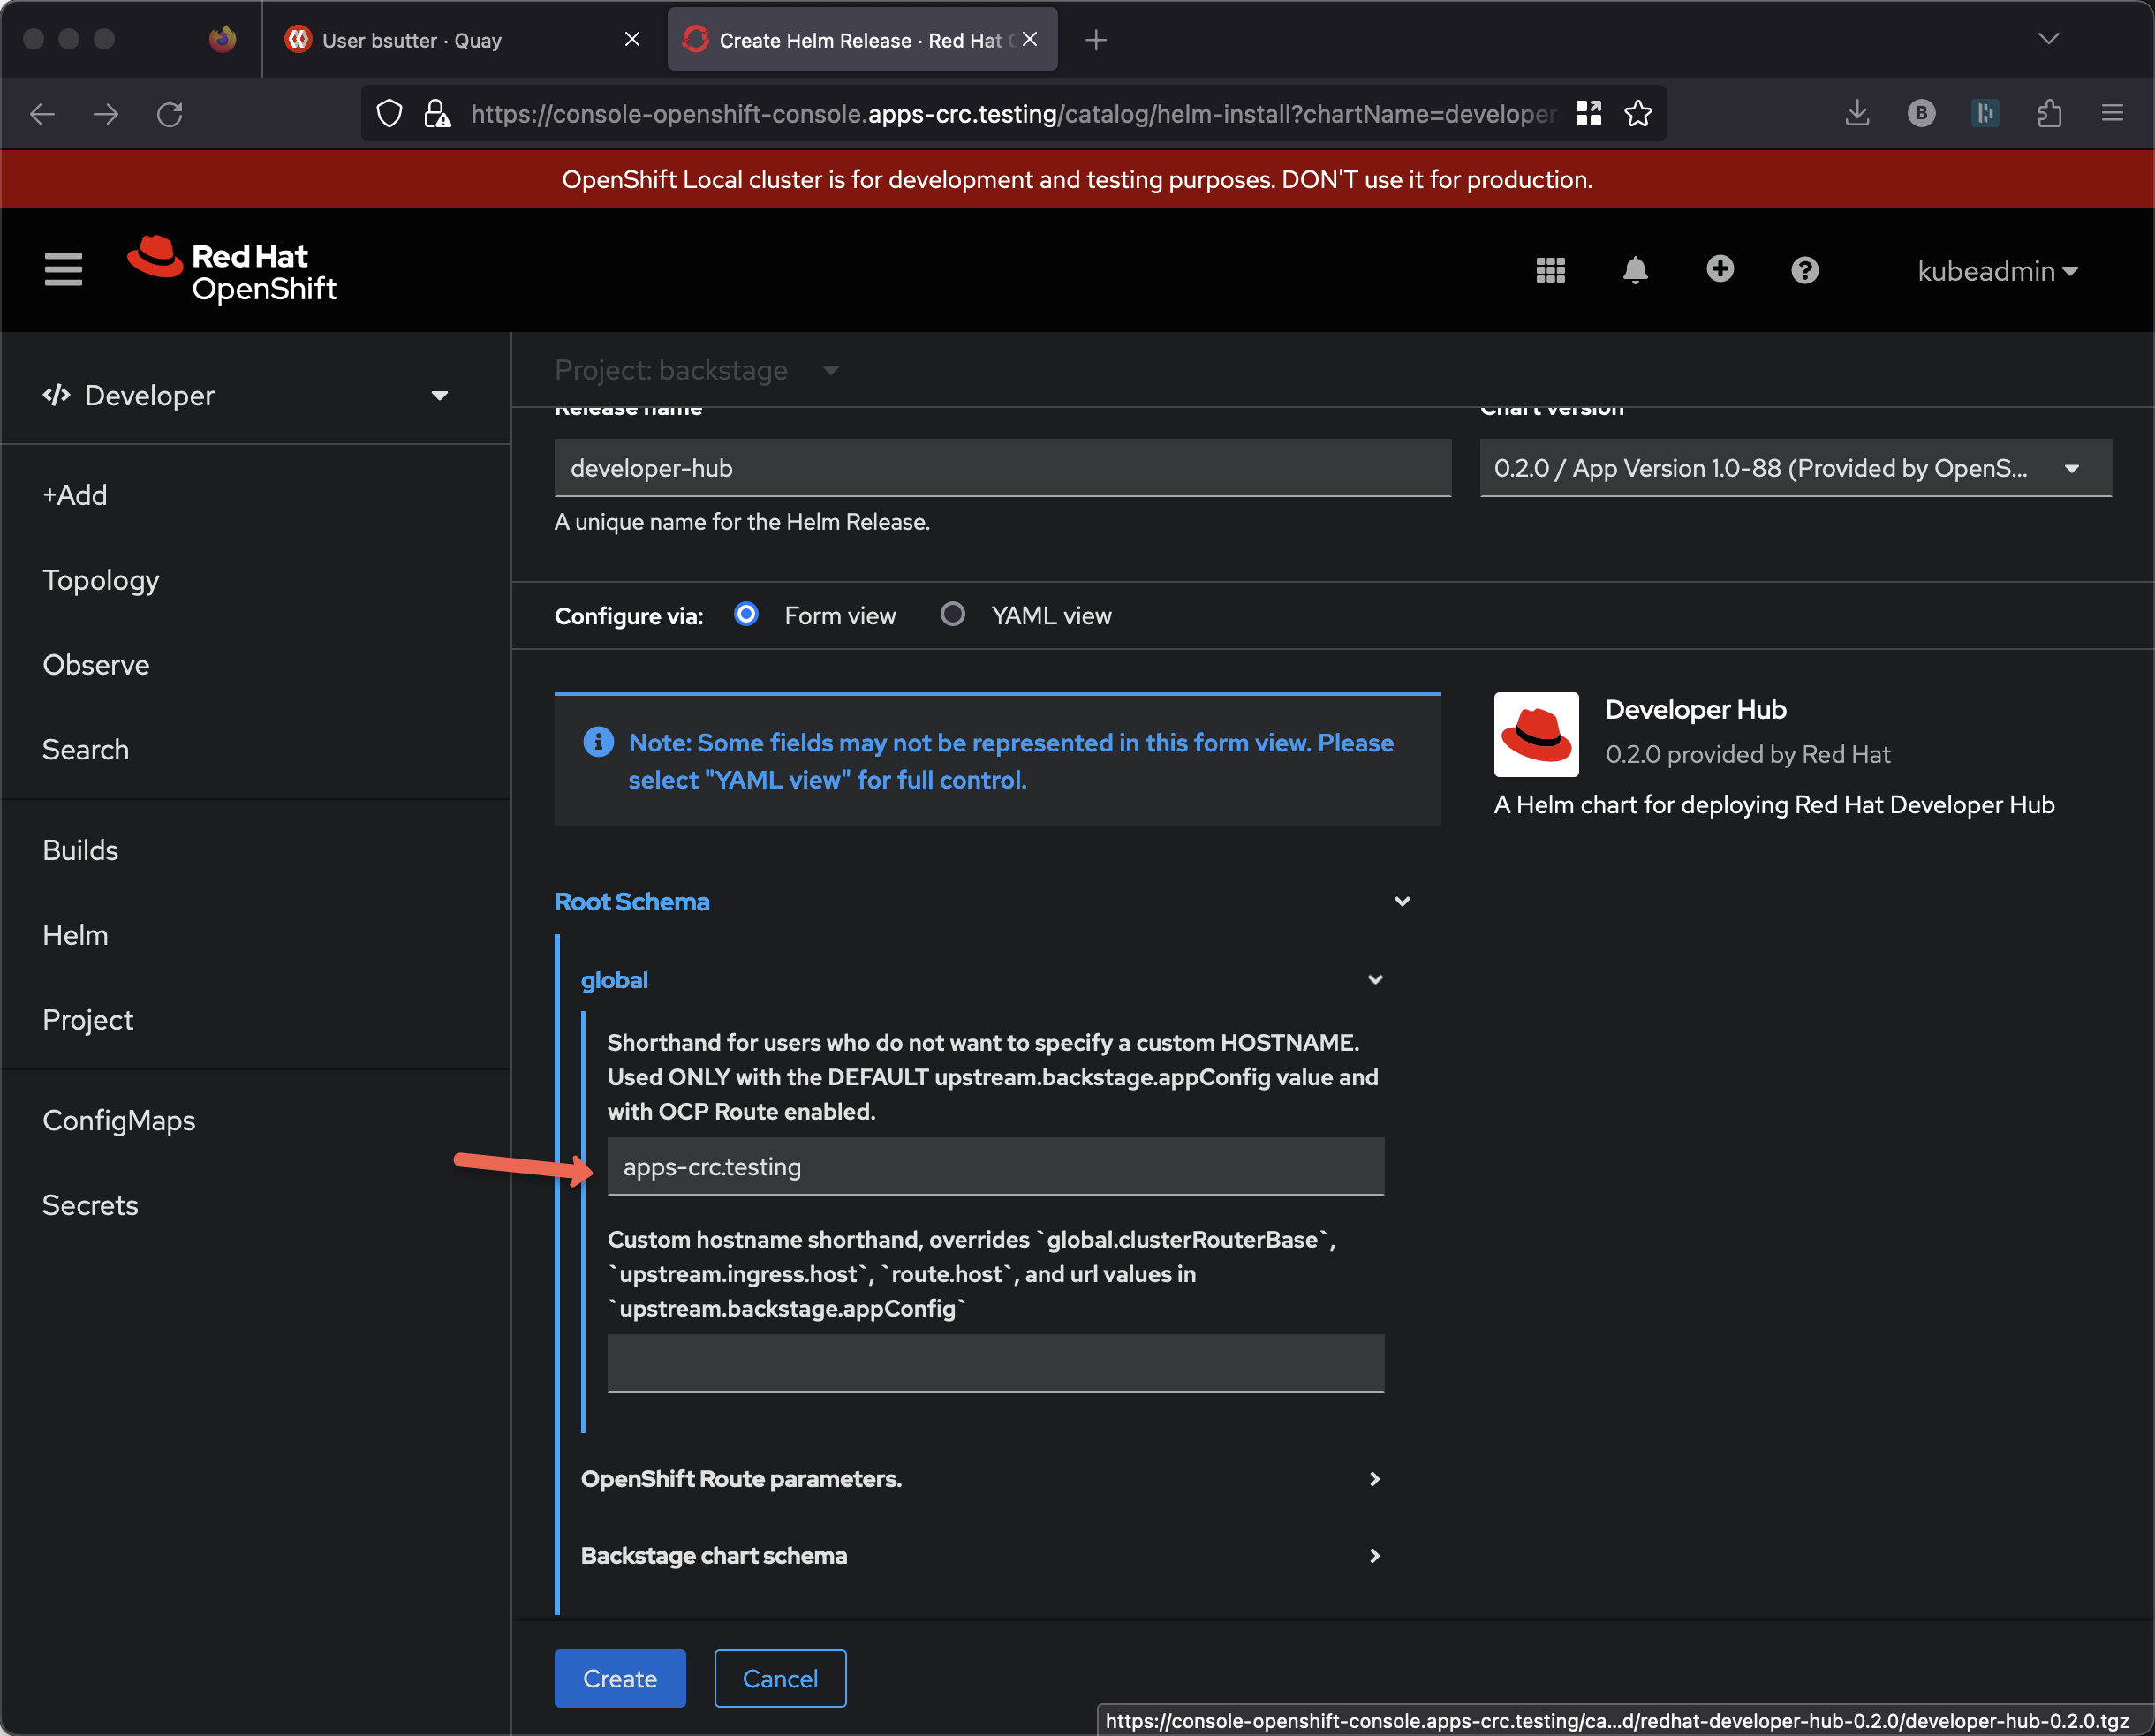 User bsutter · Quay
Create Helm Release · Red Hat
https://console-openshift-console.apps-crc.testing/catalog/helm-install?chartName=developer-
B
OpenShift Local cluster is for development and testing purposes. DON'T use it for production.
Red Hat
OpenShift
kubeadmin
Developer
+Add
Topology
Observe
Search
Builds
Helm
Project
ConfigMaps
Secrets
Project: backstage
Release name
Chart version
developer-hub
0.2.0 / App Version 1.0-88 (Provided by OpenS...
A unique name for the Helm Release.
Configure via: Form view YAML view
Note: Some fields may not be represented in this form view. Please
select "YAML view" for full control.
Developer Hub
0.2.0 provided by Red Hat
A Helm chart for deploying Red Hat Developer Hub
Root Schema
global
Shorthand for users who do not want to specify a custom HOSTNAME.
Used ONLY with the DEFAULT upstream.backstage.appConfig value and
with OCP Route enabled.
apps-crc.testing
Custom hostname shorthand, overrides `global.clusterRouterBase`,
`upstream.ingress.host`, `route.host`, and url values in
`upstream.backstage.appConfig`
OpenShift Route parameters.
Backstage chart schema
Create
Cancel
https://console-openshift-console.apps-crc.testing/ca...d/redhat-developer-hub-0.2.0/developer-hub-0.2.0.tgz